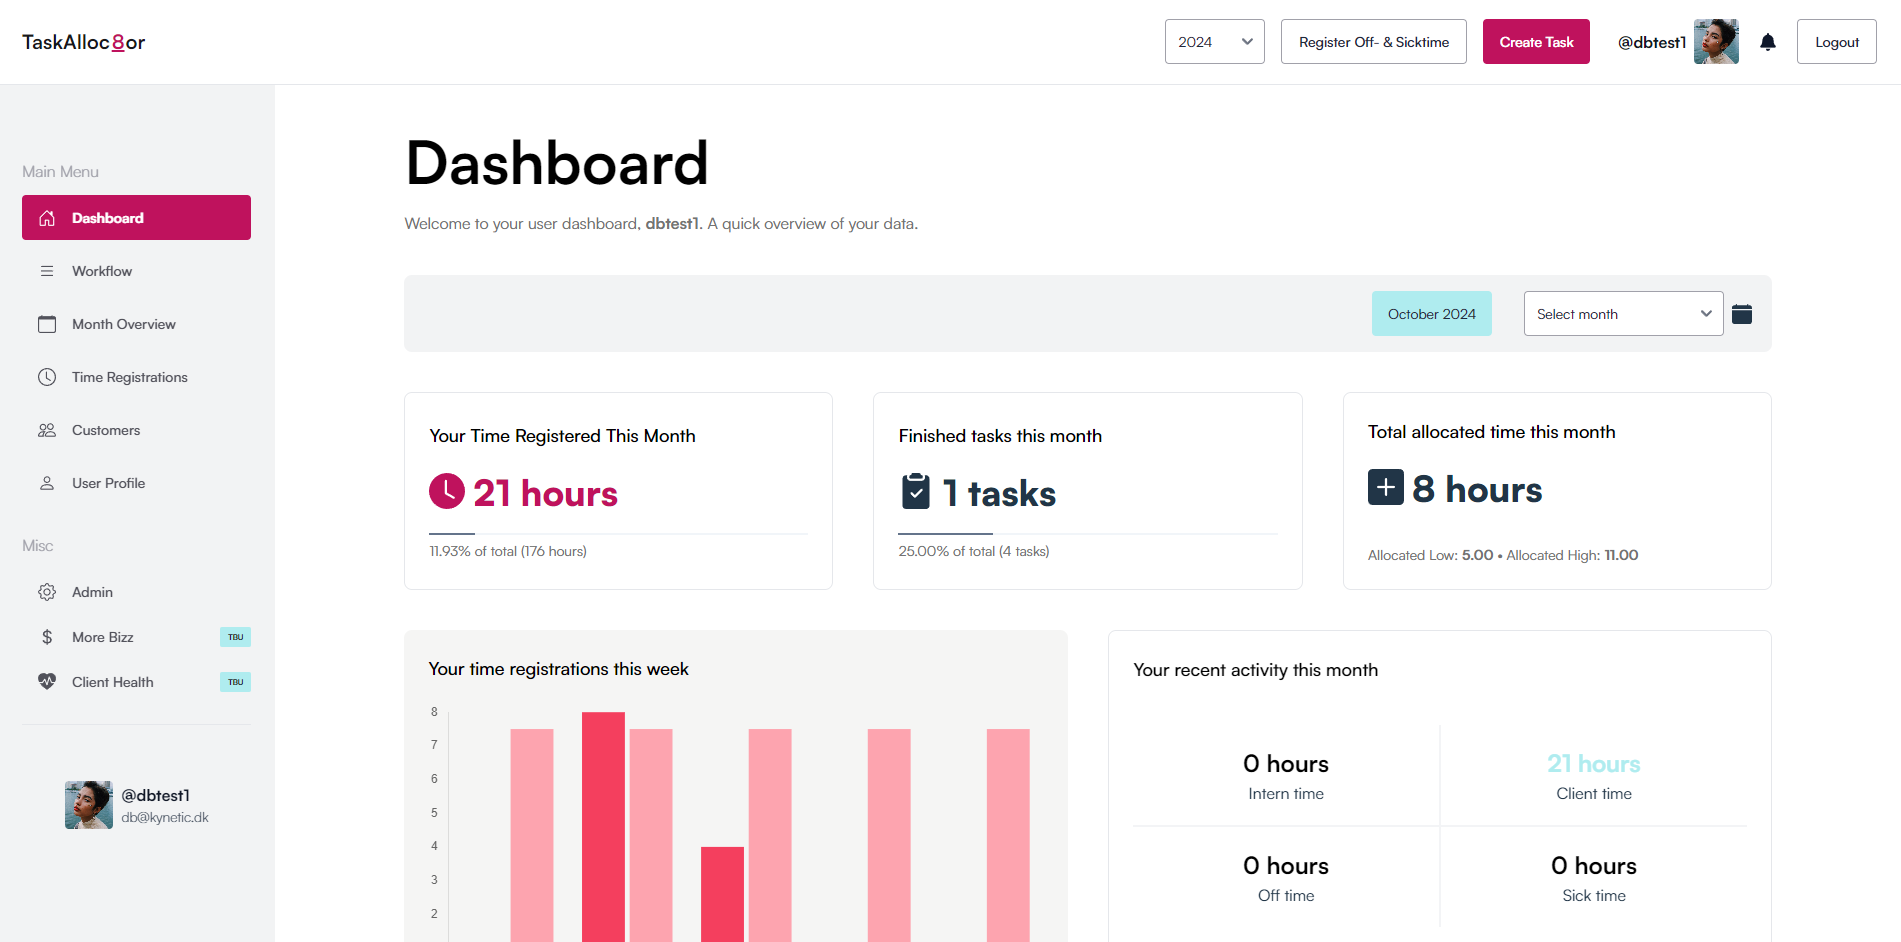 TaskAlloc8or
2024
Register Off- & Sicktime
Create Task
@dbtest1
Logout
Main Menu
Dashboard
Workflow
Month Overview
Time Registrations
Customers
User Profile
Misc
Admin
More Bizz
TBU
Client Health
TBU
@dbtest1
db@kynetic.dk
Dashboard
Welcome to your user dashboard, dbtest1. A quick overview of your data.
October 2024
Select month
Your Time Registered This Month
21 hours
11.93% of total (176 hours)
Finished tasks this month
1 tasks
25.00% of total (4 tasks)
Total allocated time this month
8 hours
Allocated Low: 5.00 • Allocated High: 11.00
Your time registrations this week
8
7
6
5
4
3
2
Your recent activity this month
0 hours
Intern time
21 hours
Client time
0 hours
Off time
0 hours
Sick time